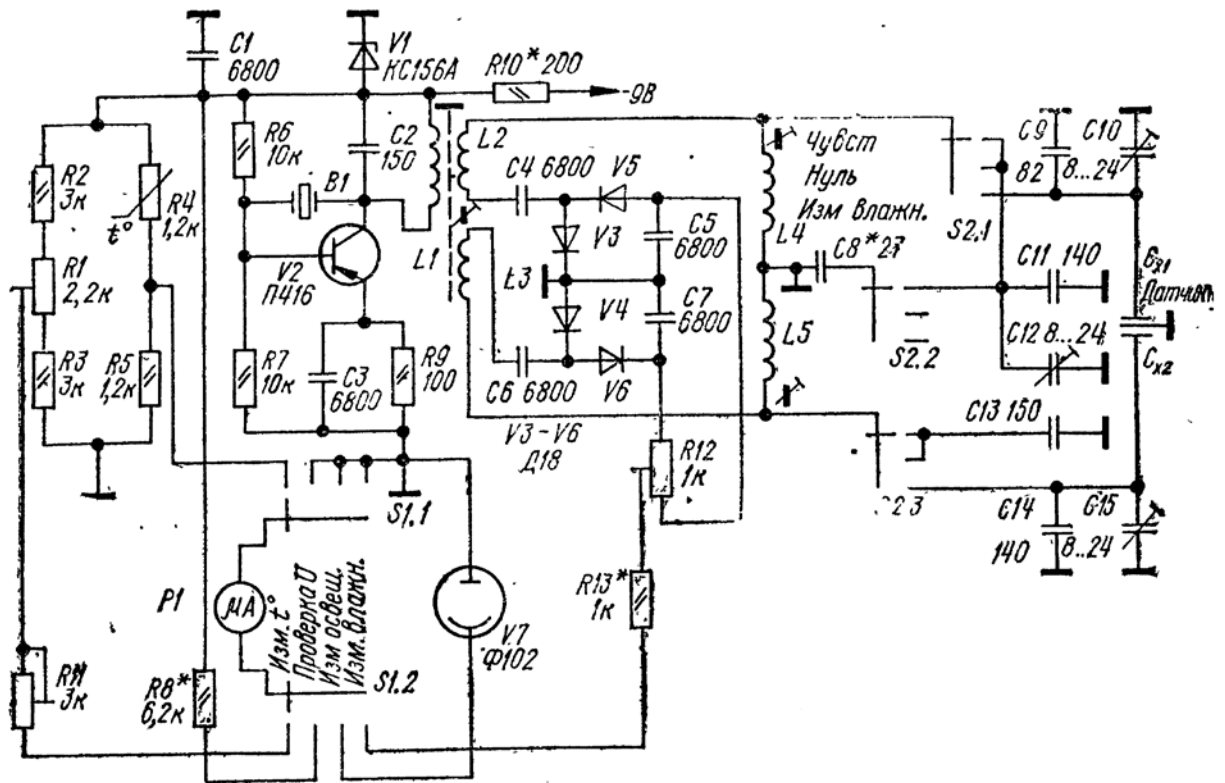 C1
6800
V1
КС156А
R10* 200
-9В
R6
10к
C2
150
B1
L2
C4 6800
V5
Чувст
Нуль
Изм влажн.
C9
82
8...24
C10
R2
3к
R4
1,2к
t°
V3
C5
6800
L4
S2.1
R1
2,2к
V2
П416
L1
C8* 27
C11 140
Cx1
Датчик
V4
C7
6800
L5
S2.2
C12 8...24
Cx2
R3
3к
R5
1,2к
R7
10к
C3
6800
R9
100
C6 6800
V6
C13 150
V3-V6
Д18
R12
1к
S1.1
C14
140
8..24
C15
P1
μА
Изм. t°
Проверка U
Изм освещ.
Изм. влажн.
V7
Ф102
R13*
1к
S1.2
3к
R8*
6,2к